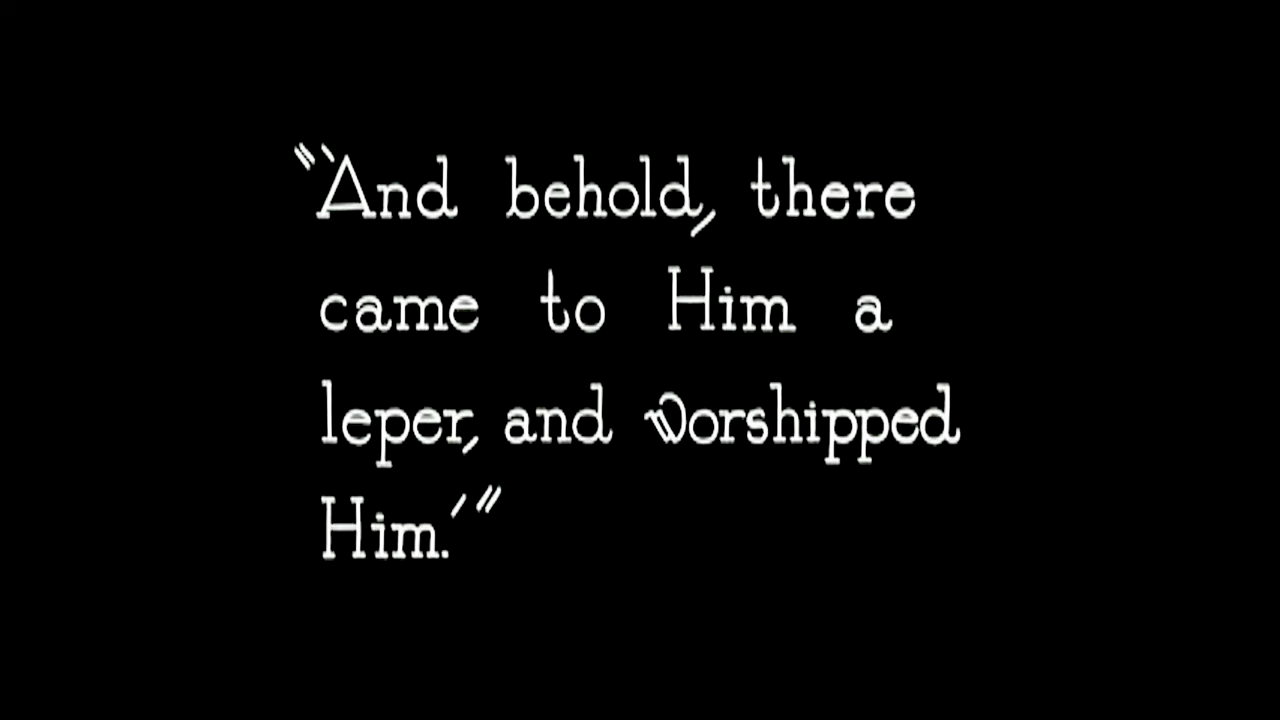 "'And behold, there
came to Him a
leper, and worshipped
Him.'"